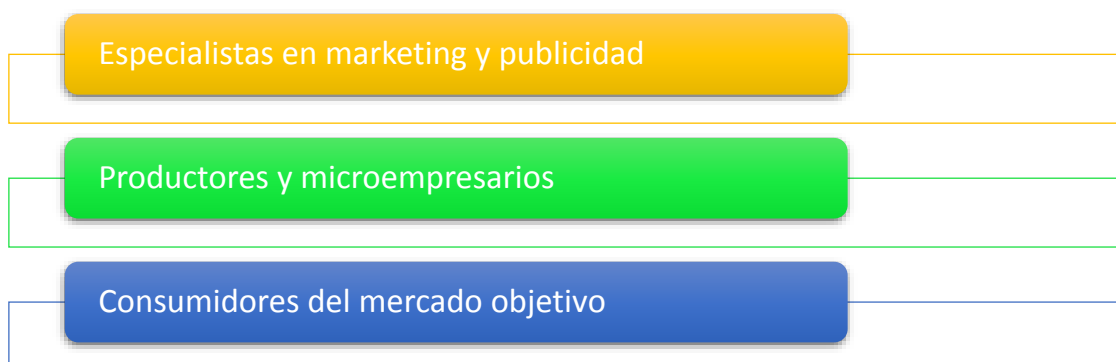 Especialistas en marketing y publicidad
Productores y microempresarios
Consumidores del mercado objetivo